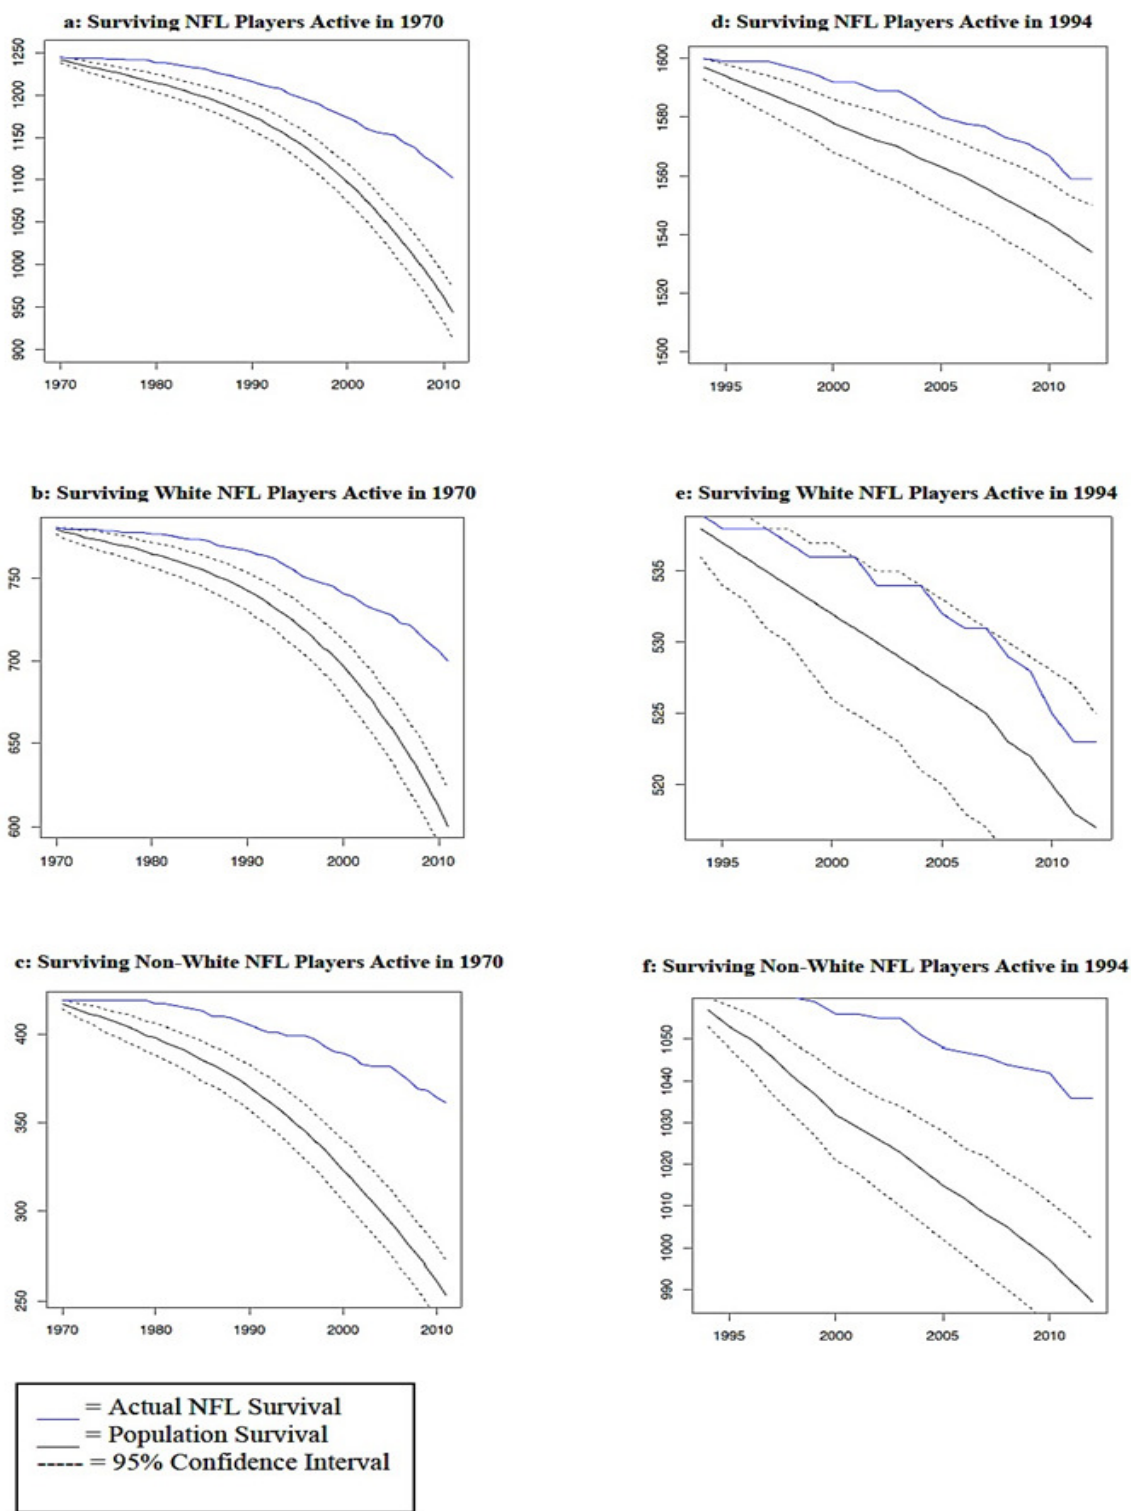 a: Surviving NFL Players Active in 1970
1250
1200
1150
1100
1050
1000
950
900
1970 1980 1990 2000 2010
d: Surviving NFL Players Active in 1994
1600
1580
1560
1540
1520
1500
1995 2000 2005 2010
b: Surviving White NFL Players Active in 1970
750
700
650
600
1970 1980 1990 2000 2010
e: Surviving White NFL Players Active in 1994
535
530
525
520
1995 2000 2005 2010
c: Surviving Non-White NFL Players Active in 1970
400
350
300
250
1970 1980 1990 2000 2010
f: Surviving Non-White NFL Players Active in 1994
1050
1040
1030
1020
1010
1000
990
1995 2000 2005 2010
= Actual NFL Survival
= Population Survival
= 95% Confidence Interval